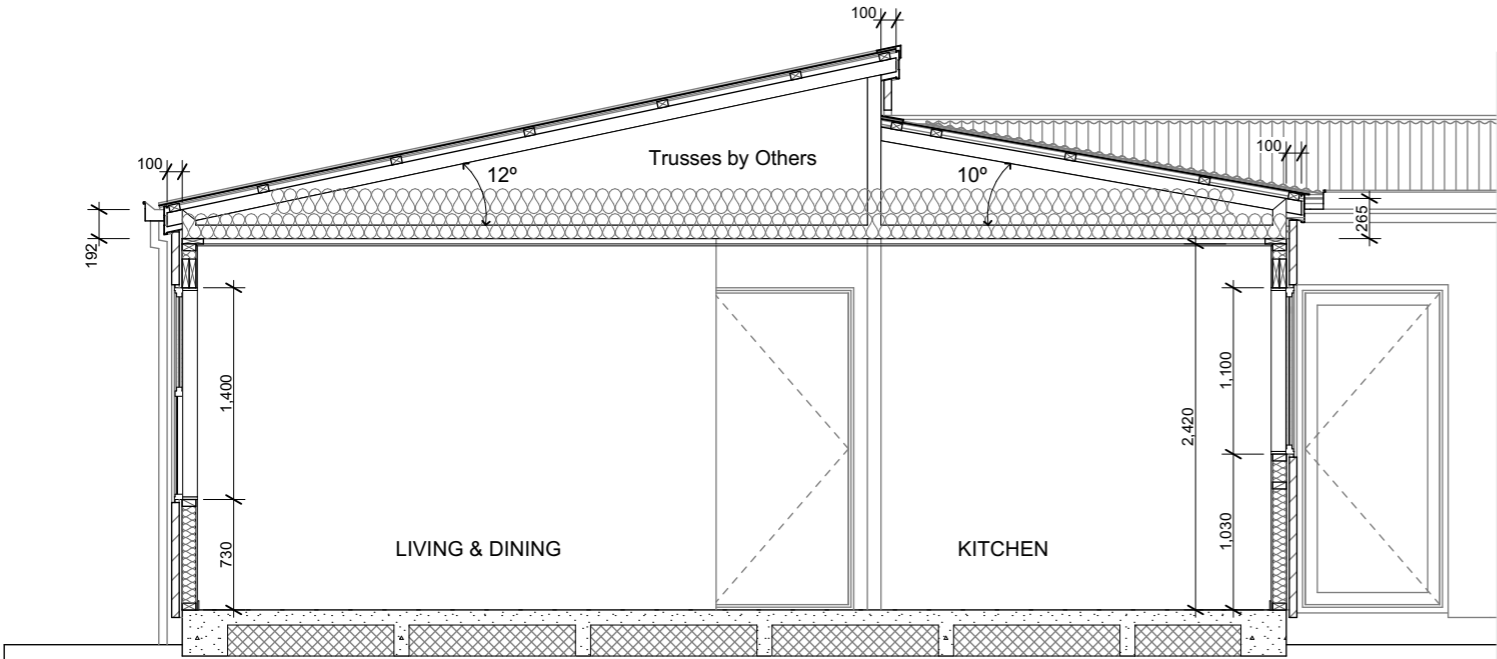 100
Trusses by Others
100
12º
10º
100
192
265
1,400
1,100
2,420
730
LIVING & DINING
KITCHEN
1,030